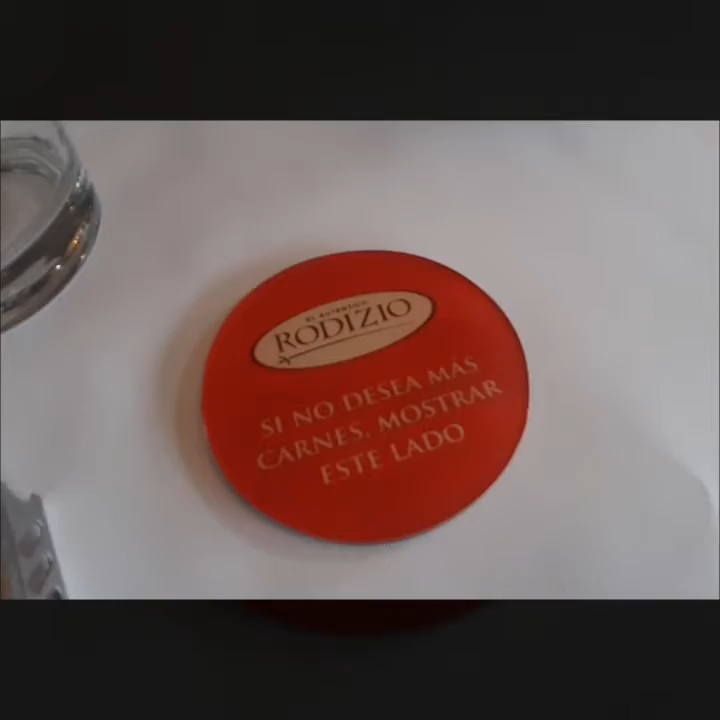 EL AUTÉNTICO
RODIZIO
SI NO DESEA MÁS
CARNES, MOSTRAR
ESTE LADO